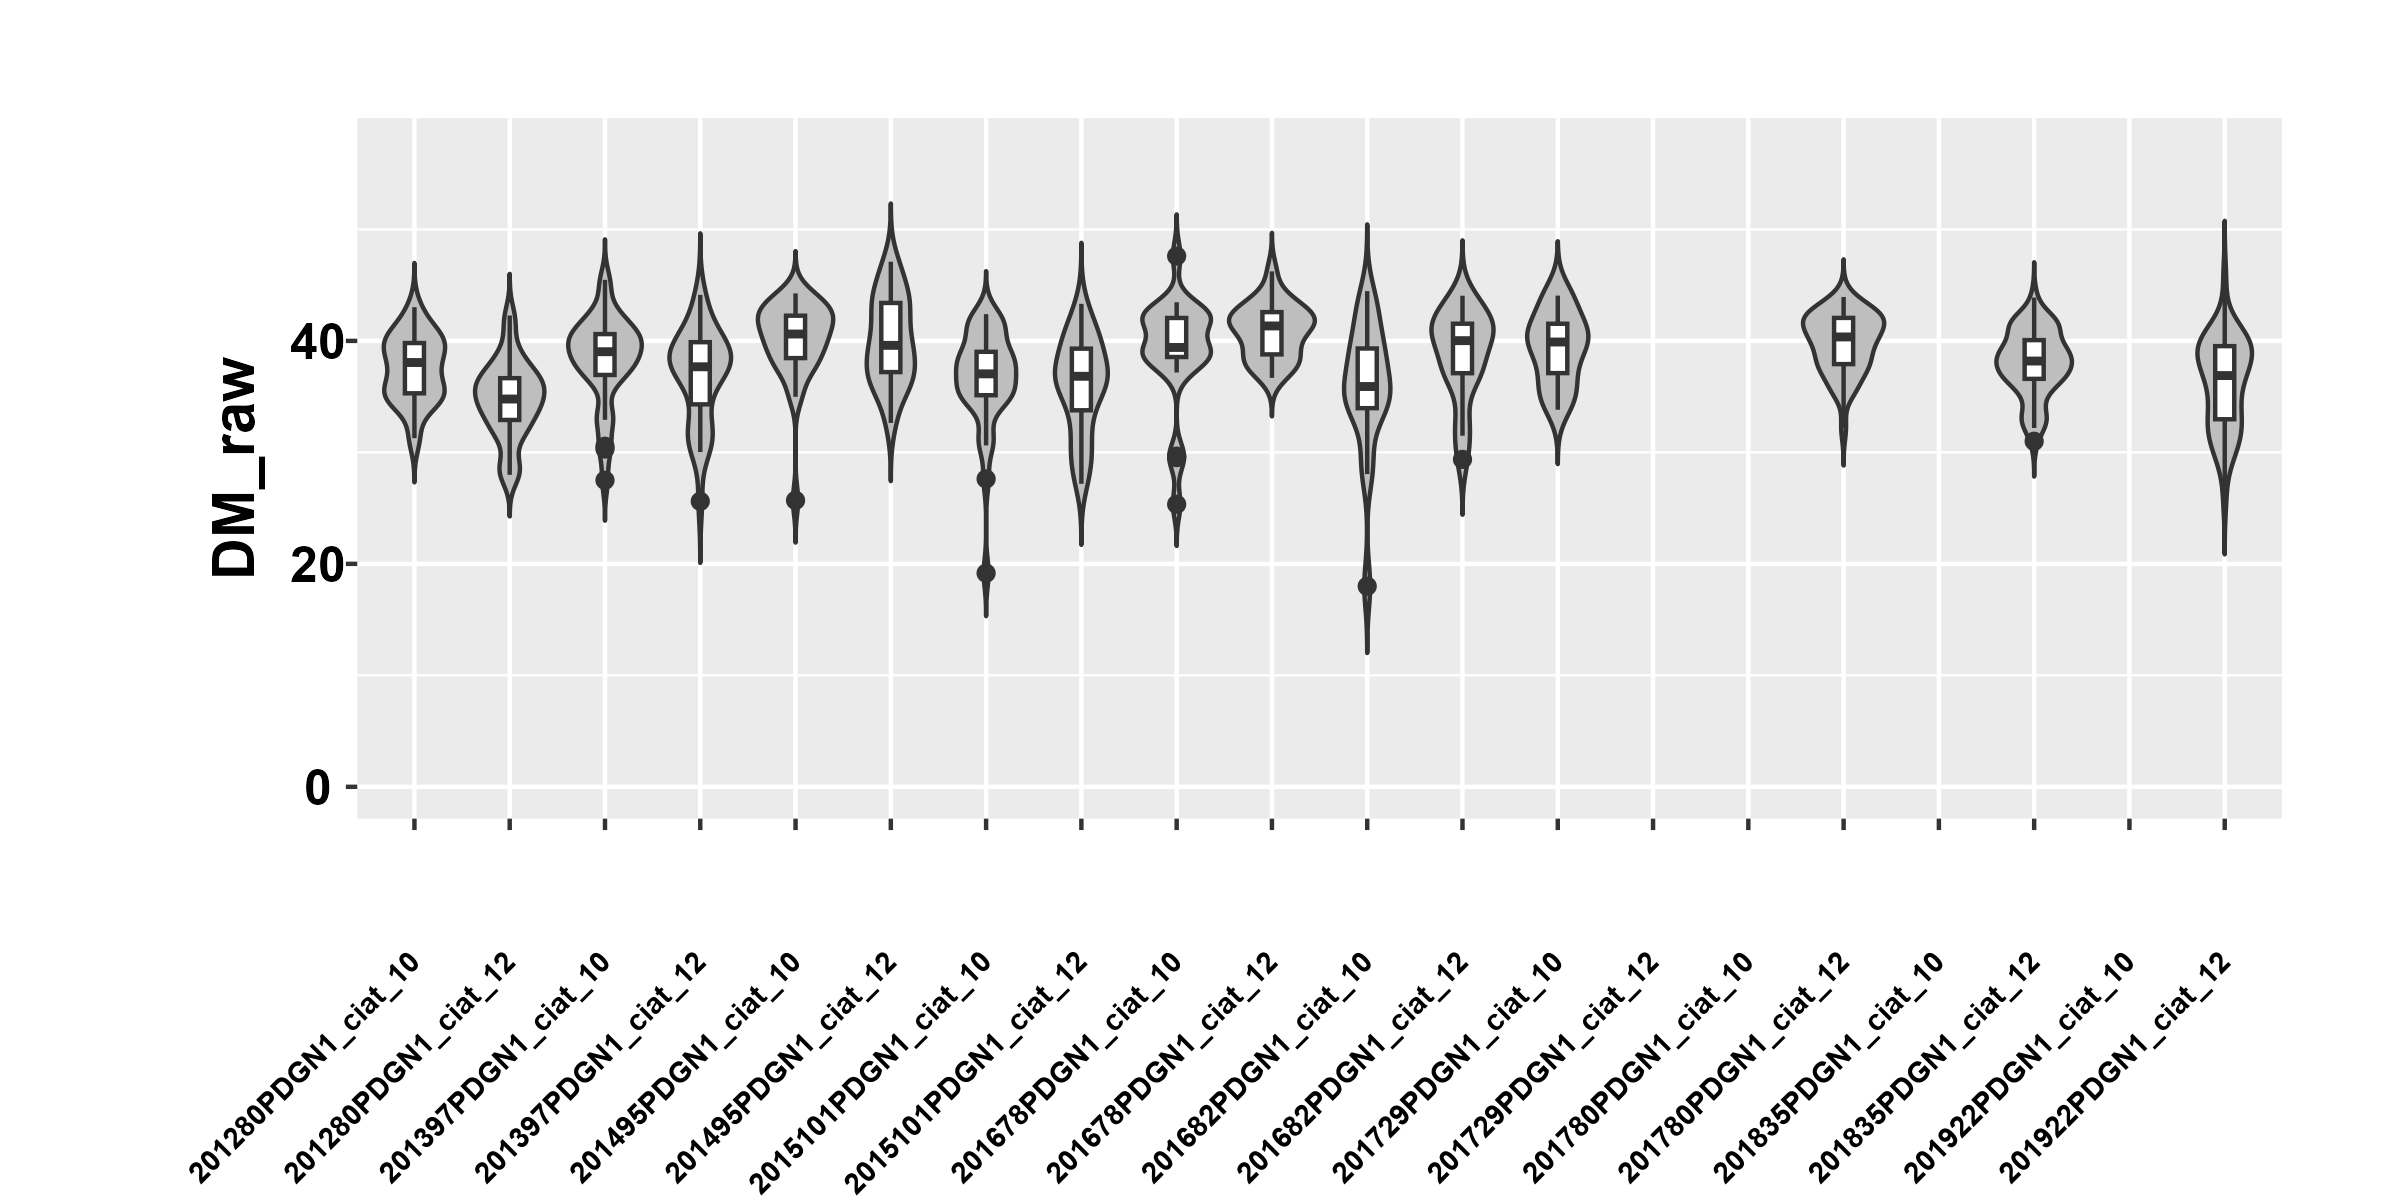 DM_raw
40
20
0
201280PDGN1_ciat_10
201280PDGN1_ciat_12
201397PDGN1_ciat_10
201397PDGN1_ciat_12
201495PDGN1_ciat_10
201495PDGN1_ciat_12
2015101PDGN1_ciat_10
2015101PDGN1_ciat_12
201678PDGN1_ciat_10
201678PDGN1_ciat_12
201682PDGN1_ciat_10
201682PDGN1_ciat_12
201729PDGN1_ciat_10
201729PDGN1_ciat_12
201780PDGN1_ciat_10
201780PDGN1_ciat_12
201835PDGN1_ciat_10
201835PDGN1_ciat_12
201922PDGN1_ciat_10
201922PDGN1_ciat_12